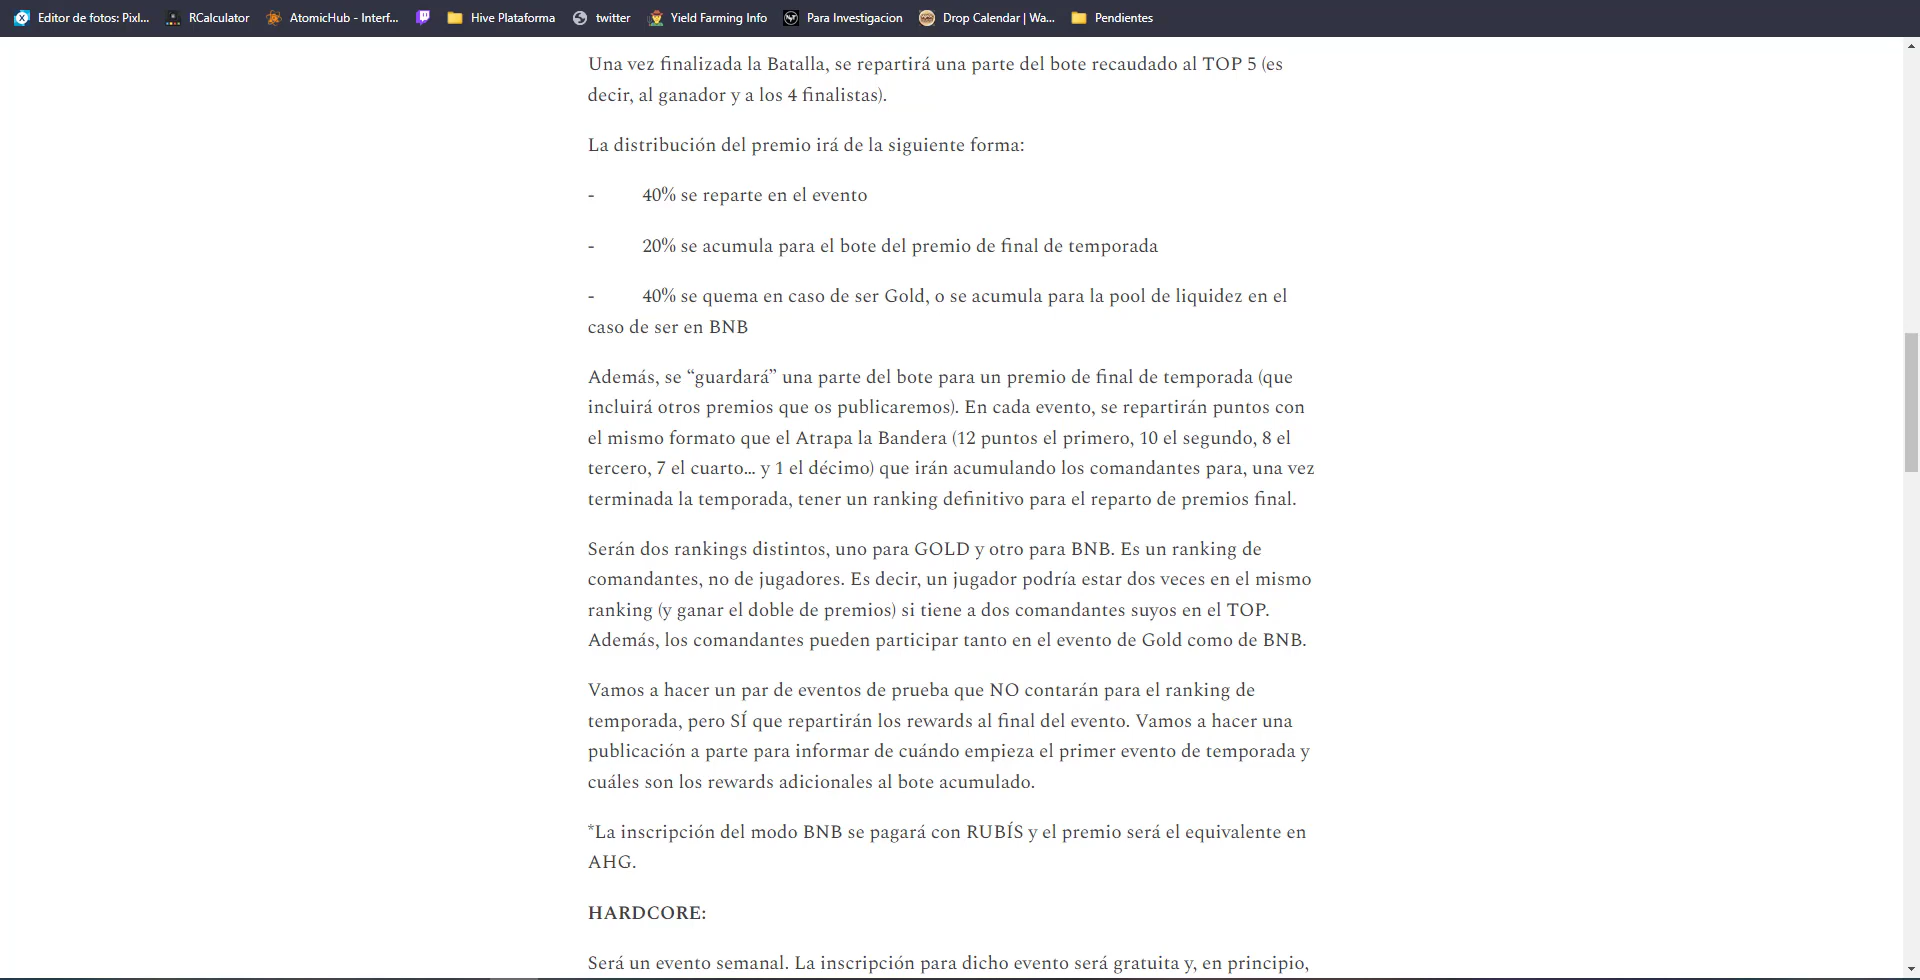 Editor de fotos: Pixl... RCalculator AtomicHub - Interf... Hive Plataforma twitter Yield Farming Info Para Investigacion Drop Calendar | Wa... Pendientes
Una vez finalizada la Batalla, se repartirá una parte del bote recaudado al TOP 5 (es
decir, al ganador y a los 4 finalistas).
La distribución del premio irá de la siguiente forma:
- 40% se reparte en el evento
- 20% se acumula para el bote del premio de final de temporada
- 40% se quema en caso de ser Gold, o se acumula para la pool de liquidez en el
caso de ser en BNB
Además, se “guardará” una parte del bote para un premio de final de temporada (que
incluirá otros premios que os publicaremos). En cada evento, se repartirán puntos con
el mismo formato que el Atrapa la Bandera (12 puntos el primero, 10 el segundo, 8 el
tercero, 7 el cuarto... y 1 el décimo) que irán acumulando los comandantes para, una vez
terminada la temporada, tener un ranking definitivo para el reparto de premios final.
Serán dos rankings distintos, uno para GOLD y otro para BNB. Es un ranking de
comandantes, no de jugadores. Es decir, un jugador podría estar dos veces en el mismo
ranking (y ganar el doble de premios) si tiene a dos comandantes suyos en el TOP.
Además, los comandantes pueden participar tanto en el evento de Gold como de BNB.
Vamos a hacer un par de eventos de prueba que NO contarán para el ranking de
temporada, pero SÍ que repartirán los rewards al final del evento. Vamos a hacer una
publicación a parte para informar de cuándo empieza el primer evento de temporada y
cuáles son los rewards adicionales al bote acumulado.
*La inscripción del modo BNB se pagará con RUBÍS y el premio será el equivalente en
AHG.
HARDCORE:
Será un evento semanal. La inscripción para dicho evento será gratuita y, en principio,